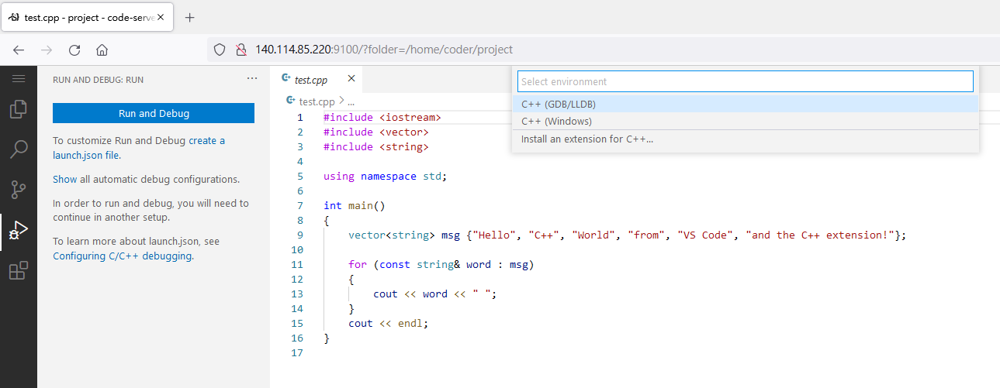 test.cpp - project - code-serve
140.114.85.220:9100/?folder=/home/coder/project
RUN AND DEBUG: RUN
Run and Debug
To customize Run and Debug create a
launch.json file.
Show all automatic debug configurations.
In order to run and debug, you will need to
continue in another setup.
To learn more about launch.json, see
Configuring C/C++ debugging.
test.cpp
test.cpp > ...
Select environment
C++ (GDB/LLDB)
C++ (Windows)
Install an extension for C++...
1 #include <iostream>
2 #include <vector>
3 #include <string>
4
5 using namespace std;
6
7 int main()
8 {
9     vector<string> msg {"Hello", "C++", "World", "from", "VS Code", "and the C++ extension!"};
10
11     for (const string& word : msg)
12     {
13         cout << word << " ";
14     }
15     cout << endl;
16 }
17